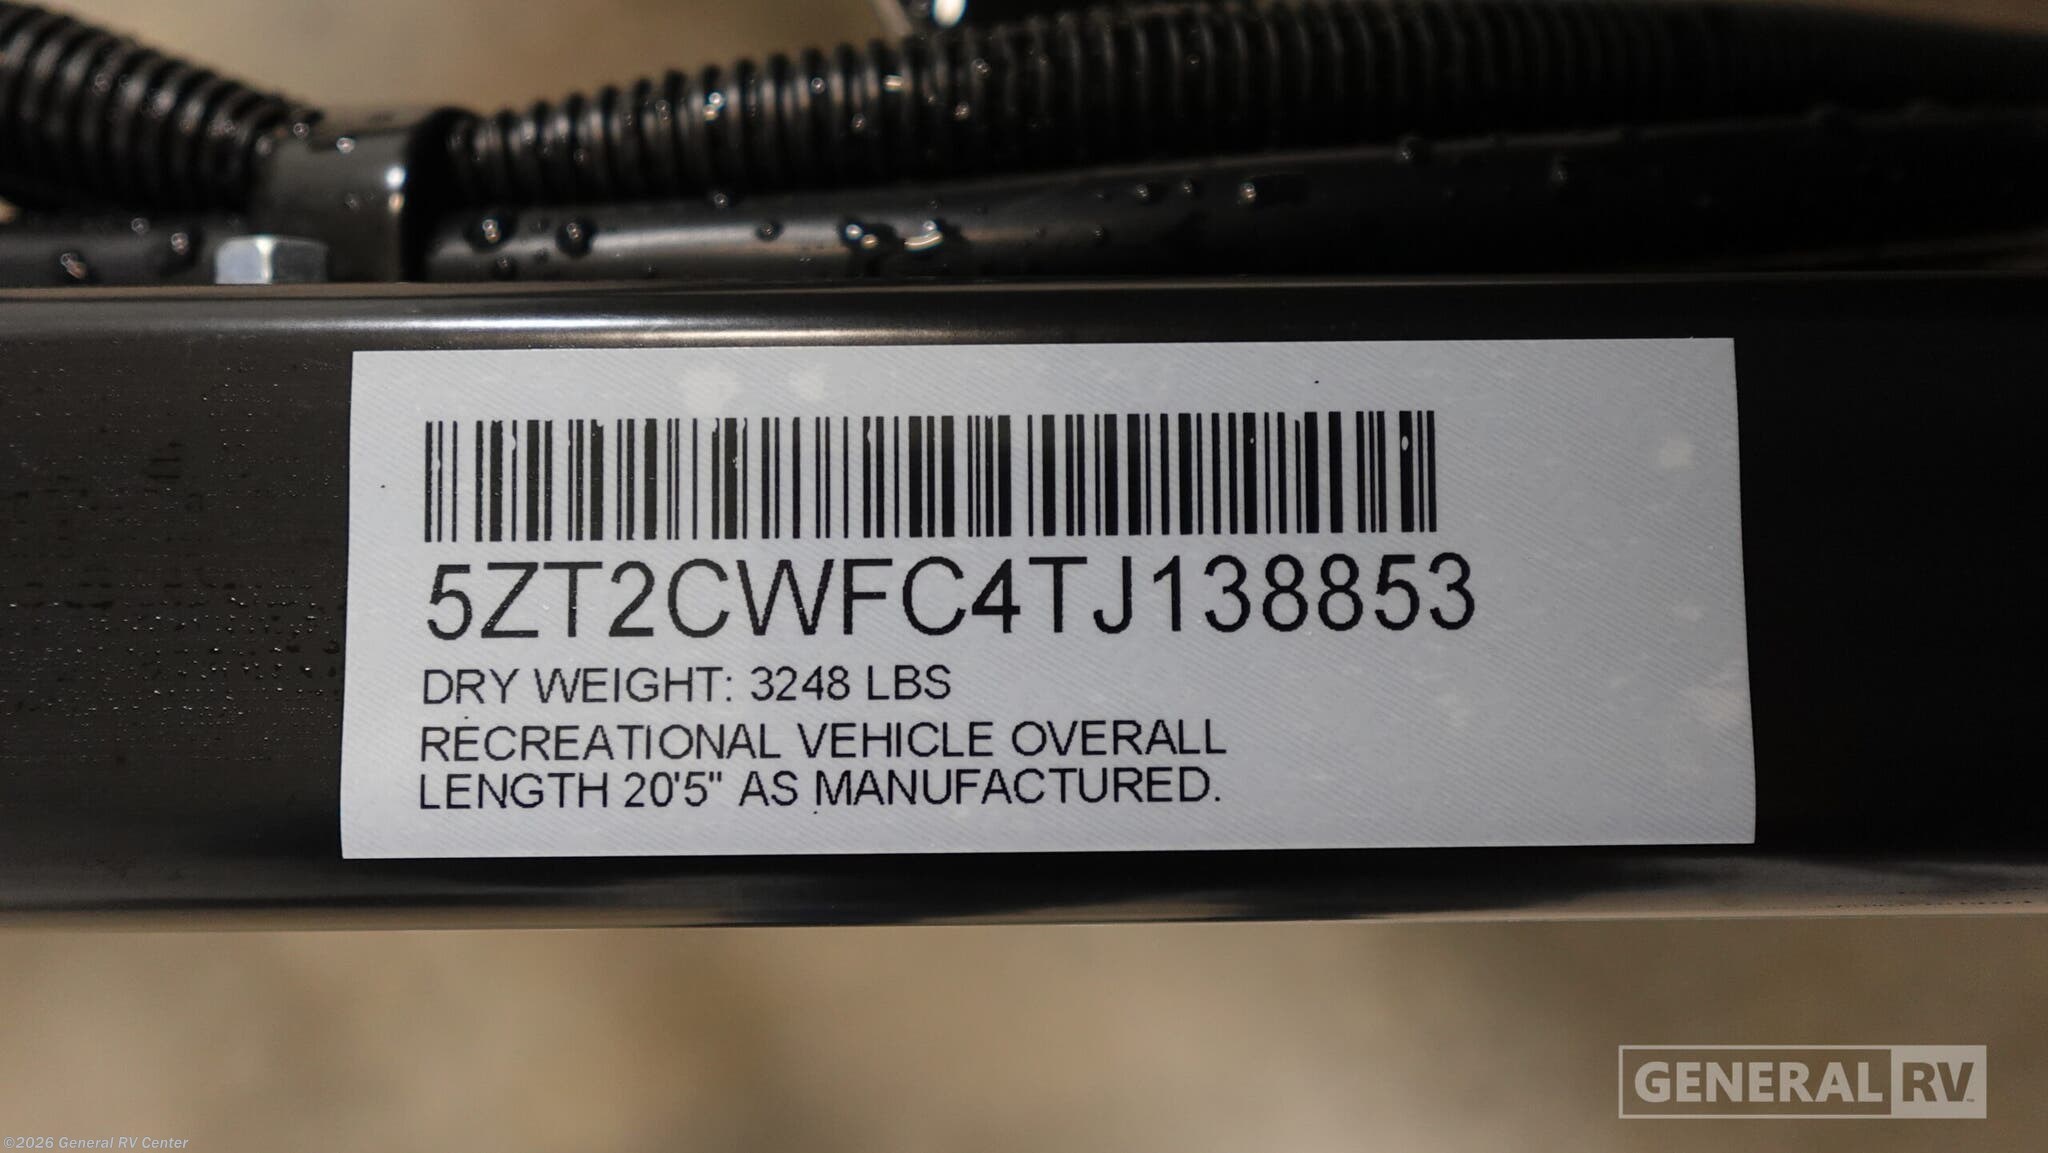 5ZT2CWFC4TJ138853
DRY WEIGHT: 3248 LBS
RECREATIONAL VEHICLE OVERALL
LENGTH 20'5" AS MANUFACTURED.
GENERAL RV
©2026 General RV Center